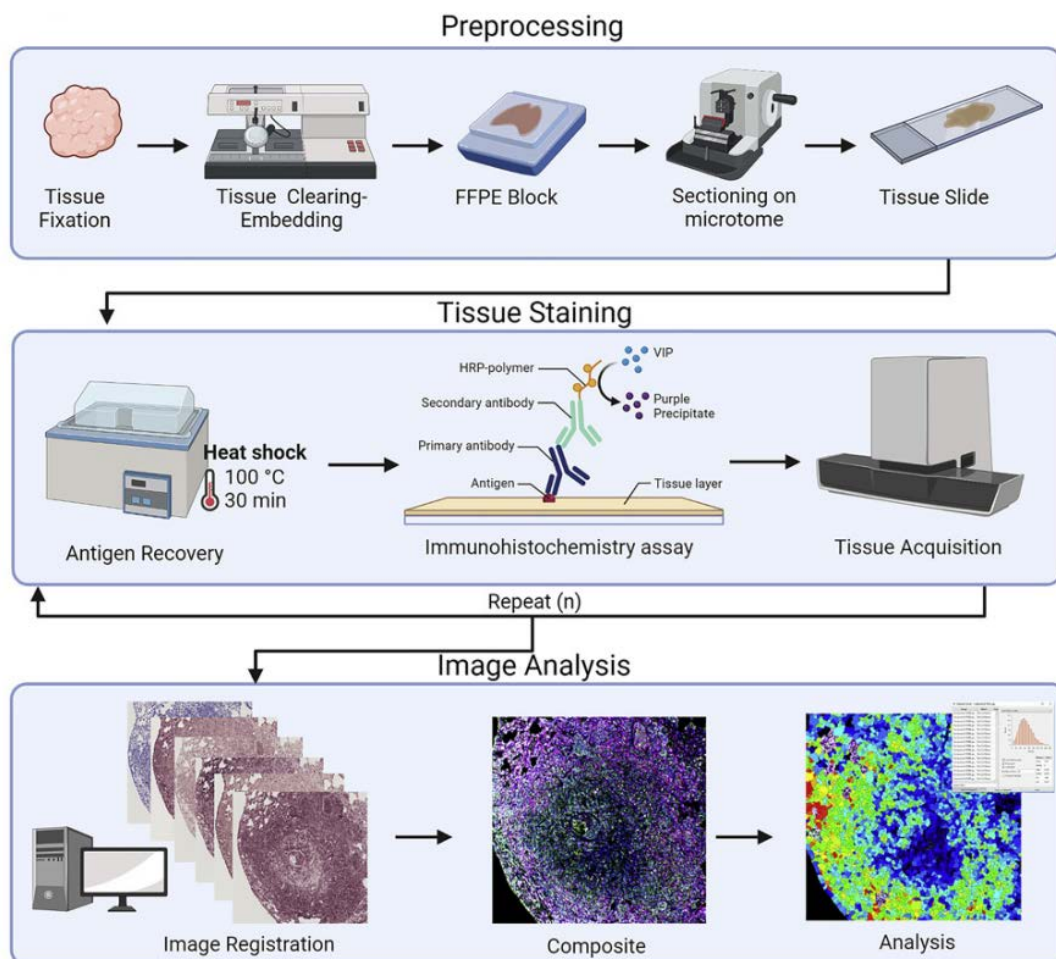 Preprocessing
Tissue
Fixation
Tissue Clearing-
Embedding
FFPE Block
Sectioning on
microtome
Tissue Slide
Tissue Staining
Heat shock
100 °C
30 min
Antigen Recovery
HRP-polymer
VIP
Secondary antibody
Purple
Precipitate
Primary antibody
Antigen
Tissue layer
Immunohistochemistry assay
Tissue Acquisition
Repeat (n)
Image Analysis
Image Registration
Composite
Analysis